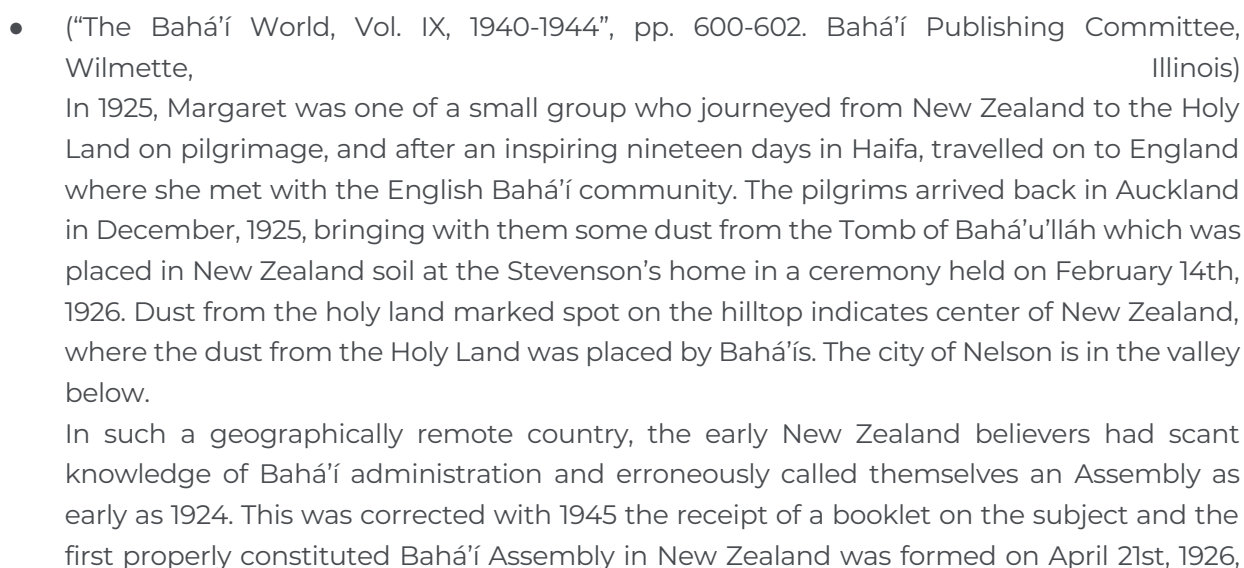 ● (“The Bahá’í World, Vol. IX, 1940-1944”, pp. 600-602. Bahá’í Publishing Committee,
Wilmette, Illinois)
In 1925, Margaret was one of a small group who journeyed from New Zealand to the Holy
Land on pilgrimage, and after an inspiring nineteen days in Haifa, travelled on to England
where she met with the English Bahá’í community. The pilgrims arrived back in Auckland
in December, 1925, bringing with them some dust from the Tomb of Bahá’u’lláh which was
placed in New Zealand soil at the Stevenson’s home in a ceremony held on February 14th,
1926. Dust from the holy land marked spot on the hilltop indicates center of New Zealand,
where the dust from the Holy Land was placed by Bahá’ís. The city of Nelson is in the valley
below.
In such a geographically remote country, the early New Zealand believers had scant
knowledge of Bahá’í administration and erroneously called themselves an Assembly as
early as 1924. This was corrected with 1945 the receipt of a booklet on the subject and the
first properly constituted Bahá’í Assembly in New Zealand was formed on April 21st, 1926,